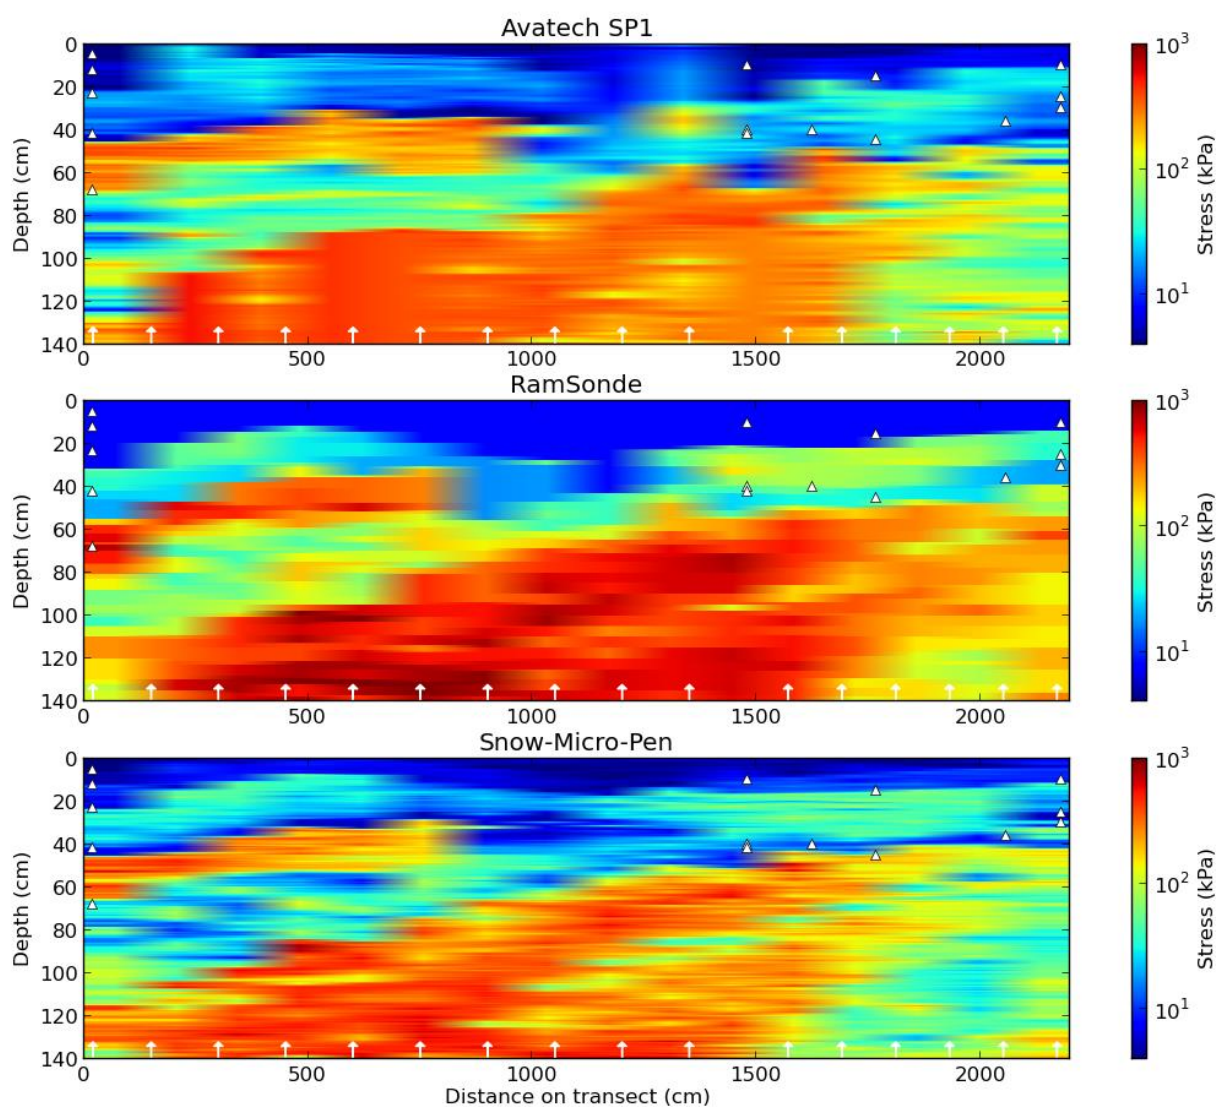 Avatech SP1
0
20
40
60
80
100
120
140
Depth (cm)
0 500 1000 1500 2000
10³
10²
10¹
Stress (kPa)
RamSonde
0
20
40
60
80
100
120
140
Depth (cm)
0 500 1000 1500 2000
10³
10²
10¹
Stress (kPa)
Snow-Micro-Pen
0
20
40
60
80
100
120
140
Depth (cm)
0 500 1000 1500 2000
Distance on transect (cm)
10³
10²
10¹
Stress (kPa)